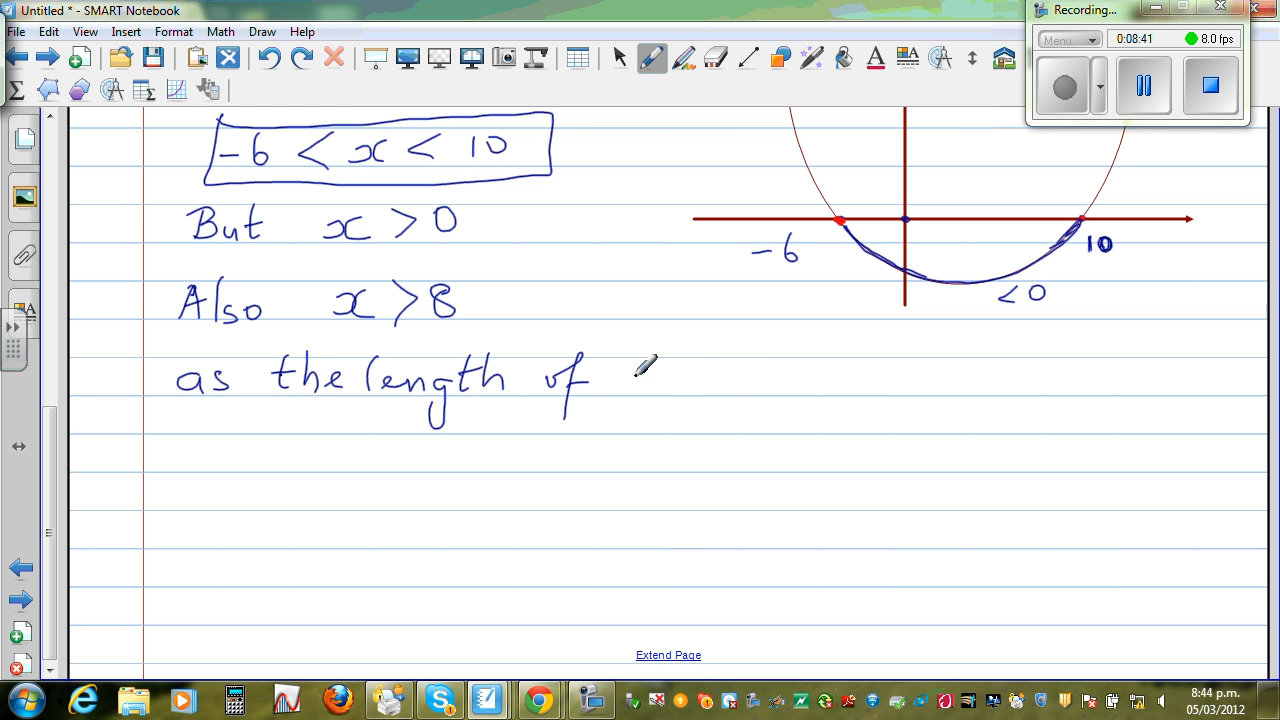 Untitled * - SMART Notebook
File Edit View Insert Format Math Draw Help
Recording...
Menu
0:08:41
8.0 fps
-6 < x < 10
But x > 0
Also x > 8
as the length of
-6
10
< 0
Extend Page
8:44 p.m.
05/03/2012